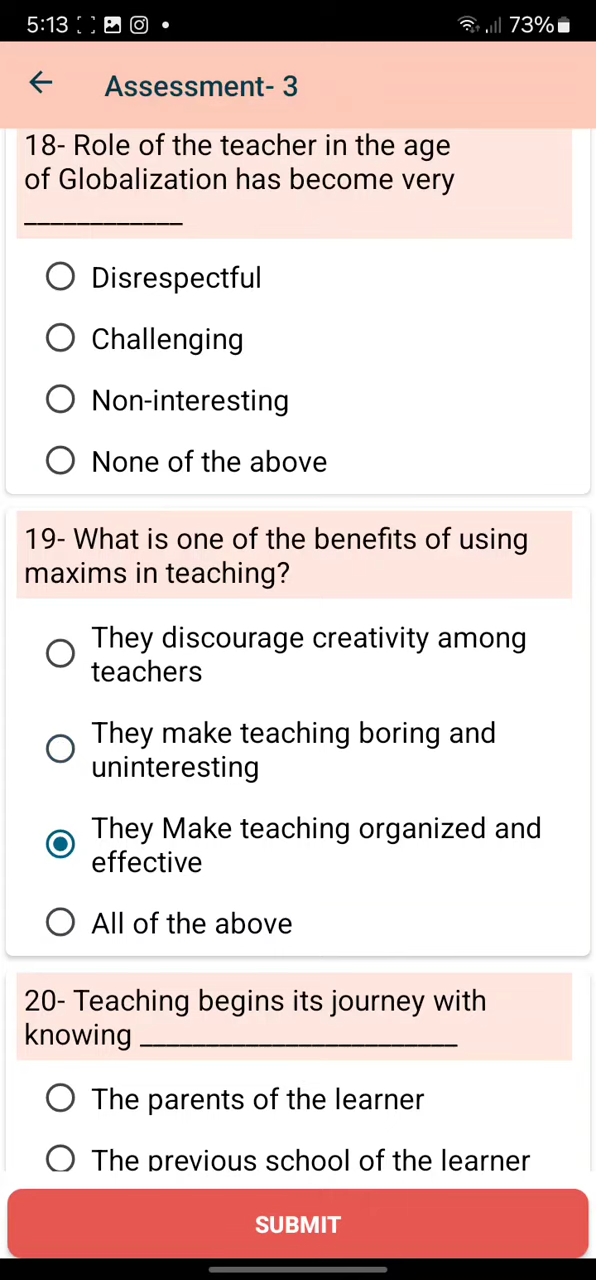 5:13
73%
Assessment- 3
18- Role of the teacher in the age
of Globalization has become very
____________
Disrespectful
Challenging
Non-interesting
None of the above
19- What is one of the benefits of using
maxims in teaching?
They discourage creativity among
teachers
They make teaching boring and
uninteresting
They Make teaching organized and
effective
All of the above
20- Teaching begins its journey with
knowing ________________________
The parents of the learner
The previous school of the learner
SUBMIT